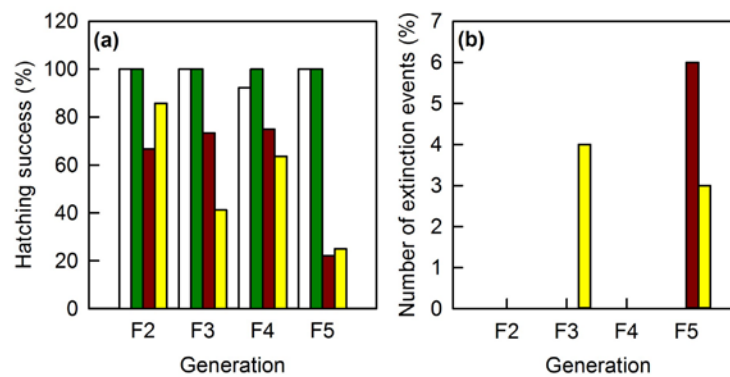 (a)
Hatching success (%)
120
100
80
60
40
20
0
F2 F3 F4 F5
Generation
(b)
Number of extinction events (%)
7
6
5
4
3
2
1
0
F2 F3 F4 F5
Generation